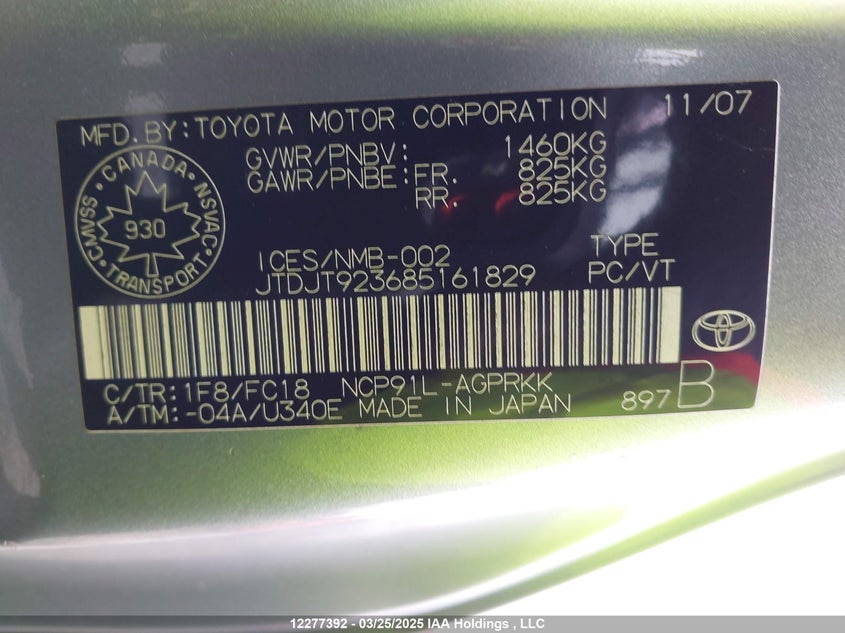 MFD. BY: TOYOTA MOTOR CORPORATION 11/07
GVWR/PNBV: 1460KG
GAWR/PNBE: FR. 825KG
RR. 825KG
CANADA
CMVSS 930 NSVAC
TRANSPORT
ICES/NMB-002 TYPE
JTDJT923685161829 PC/VT
C/TR: 1F8/FC18 NCP91L-AGPRKK
A/TM: -04A/U340E MADE IN JAPAN 897 B
12277392 - 03/25/2025 IAA Holdings , LLC